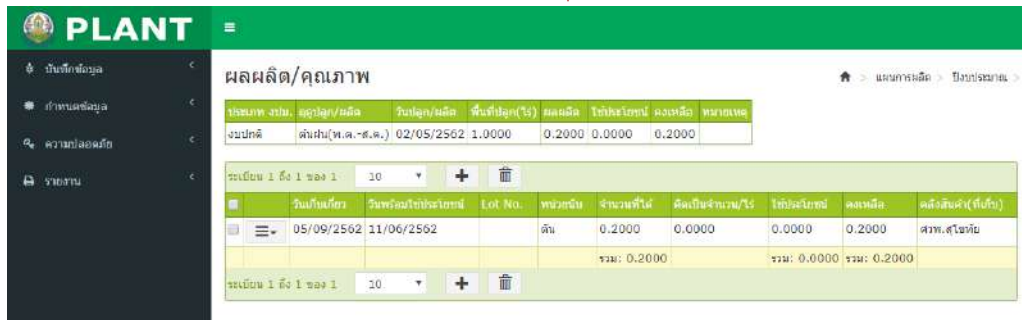 PLANT
บันทึกข้อมูล
กำหนดข้อมูล
ความปลอดภัย
รายงาน
ผลผลิต/คุณภาพ
แผนการผลิต > ปีงบประมาณ >
ประเภท งปม. ฤดูปลูก/ผลิต วันปลูก/ผลิต พื้นที่ปลูก(ไร่) ผลผลิต ใช้ประโยชน์ คงเหลือ หมายเหตุ
งบปกติ ต้นฝน(พ.ค.-ส.ค.) 02/05/2562 1.0000 0.2000 0.0000 0.2000
ระเบียน 1 ถึง 1 ของ 1 10
วันเก็บเกี่ยว วันพร้อมใช้ประโยชน์ Lot No. หน่วยนับ จำนวนที่ได้ คิดเป็นจำนวน/ไร่ ใช้ประโยชน์ คงเหลือ คลังสินค้า(ที่เก็บ)
05/09/2562 11/06/2562 ตัน 0.2000 0.0000 0.0000 0.2000 ศวพ.สุโขทัย
รวม: 0.2000 รวม: 0.0000 รวม: 0.2000
ระเบียน 1 ถึง 1 ของ 1 10